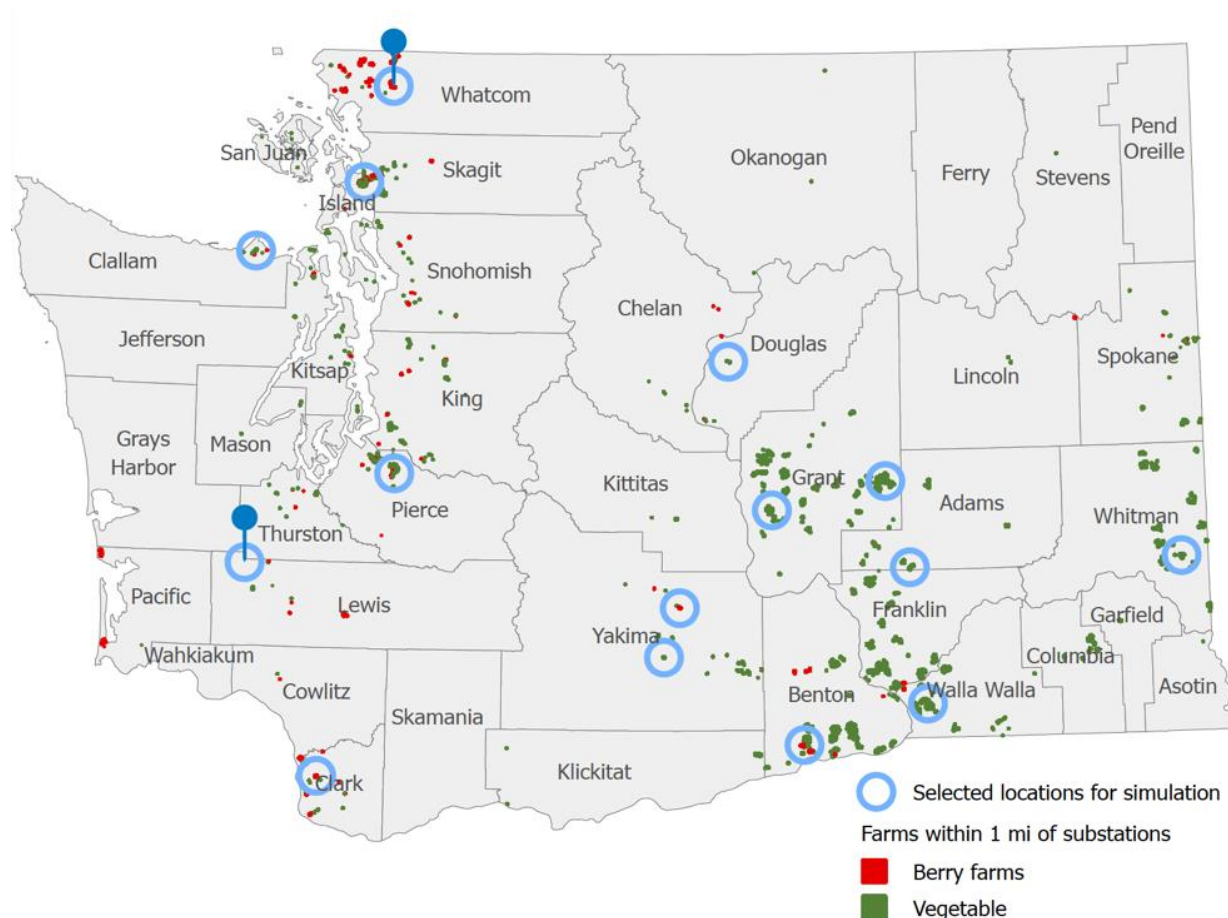 Whatcom
Pend
Oreille
San Juan
Okanogan
Skagit
Ferry
Stevens
Island
Clallam
Snohomish
Chelan
Jefferson
Douglas
Spokane
Kitsap
Lincoln
King
Grays
Harbor
Mason
Grant
Kittitas
Adams
Pierce
Whitman
Thurston
Pacific
Lewis
Franklin
Garfield
Yakima
Wahkiakum
Columbia
Cowlitz
Benton
Walla Walla
Asotin
Skamania
Klickitat
Clark
Selected locations for simulation
Farms within 1 mi of substations
Berry farms
Vegetable